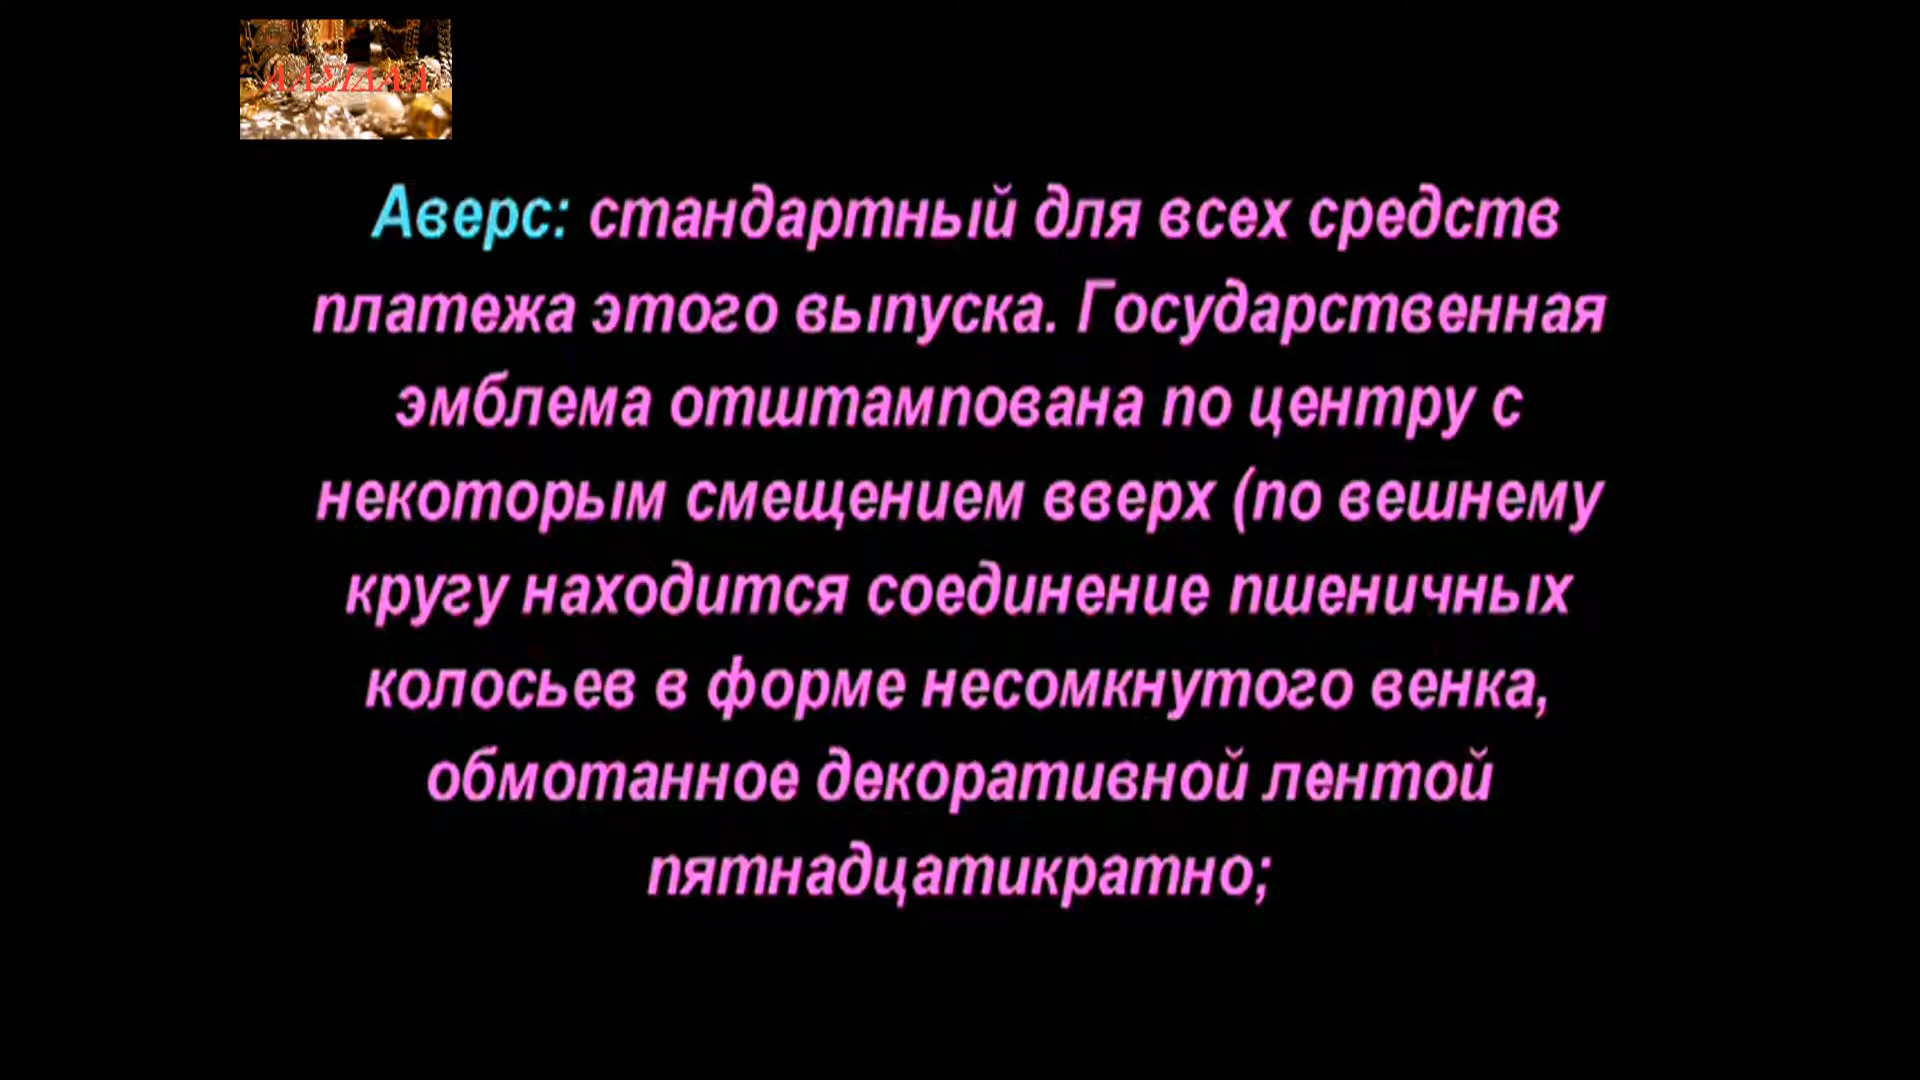 ΑΛΣΙΔΑΔ
Аверс: стандартный для всех средств
платежа этого выпуска. Государственная
эмблема отштампована по центру с
некоторым смещением вверх (по вешнему
кругу находится соединение пшеничных
колосьев в форме несомкнутого венка,
обмотанное декоративной лентой
пятнадцатикратно;